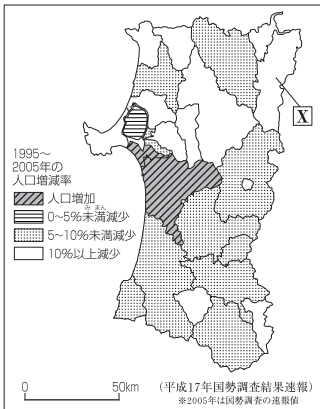 X
1995～
2005年の
人口増減率
人口増加
みまん
0～5%未満減少
5～10%未満減少
10%以上減少
0 50km
(平成17年国勢調査結果速報)
※2005年は国勢調査の速報値